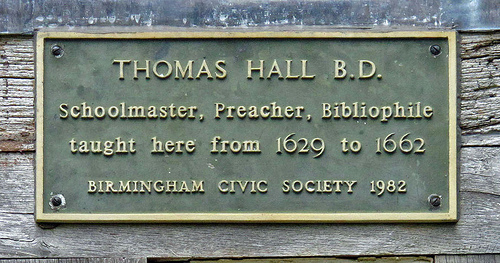 THOMAS HALL B.D.
Schoolmaster, Preacher, Bibliophile
taught here from 1629 to 1662
BIRMINGHAM CIVIC SOCIETY 1982